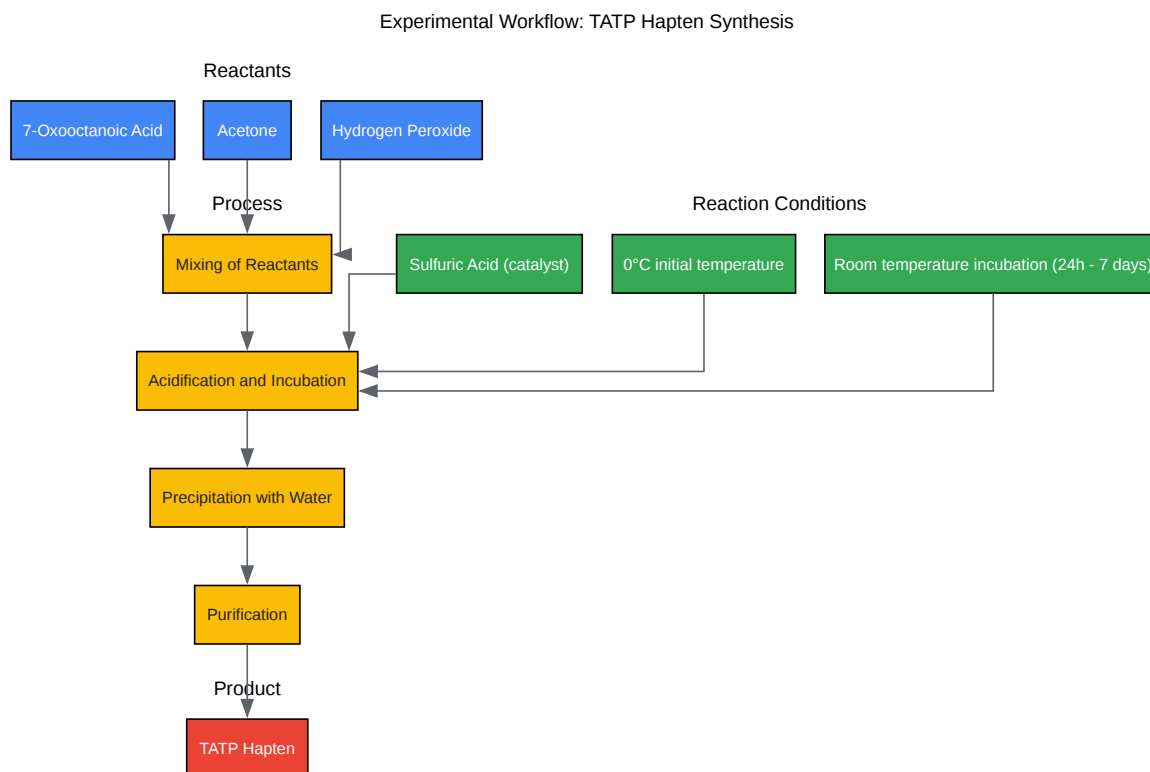 Experimental Workflow: TATP Hapten Synthesis
Reactants
7-Oxooctanoic Acid
Acetone
Hydrogen Peroxide
Process
Reaction Conditions
Mixing of Reactants
Sulfuric Acid (catalyst)
0°C initial temperature
Room temperature incubation (24h - 7 days)
Acidification and Incubation
Precipitation with Water
Purification
Product
TATP Hapten